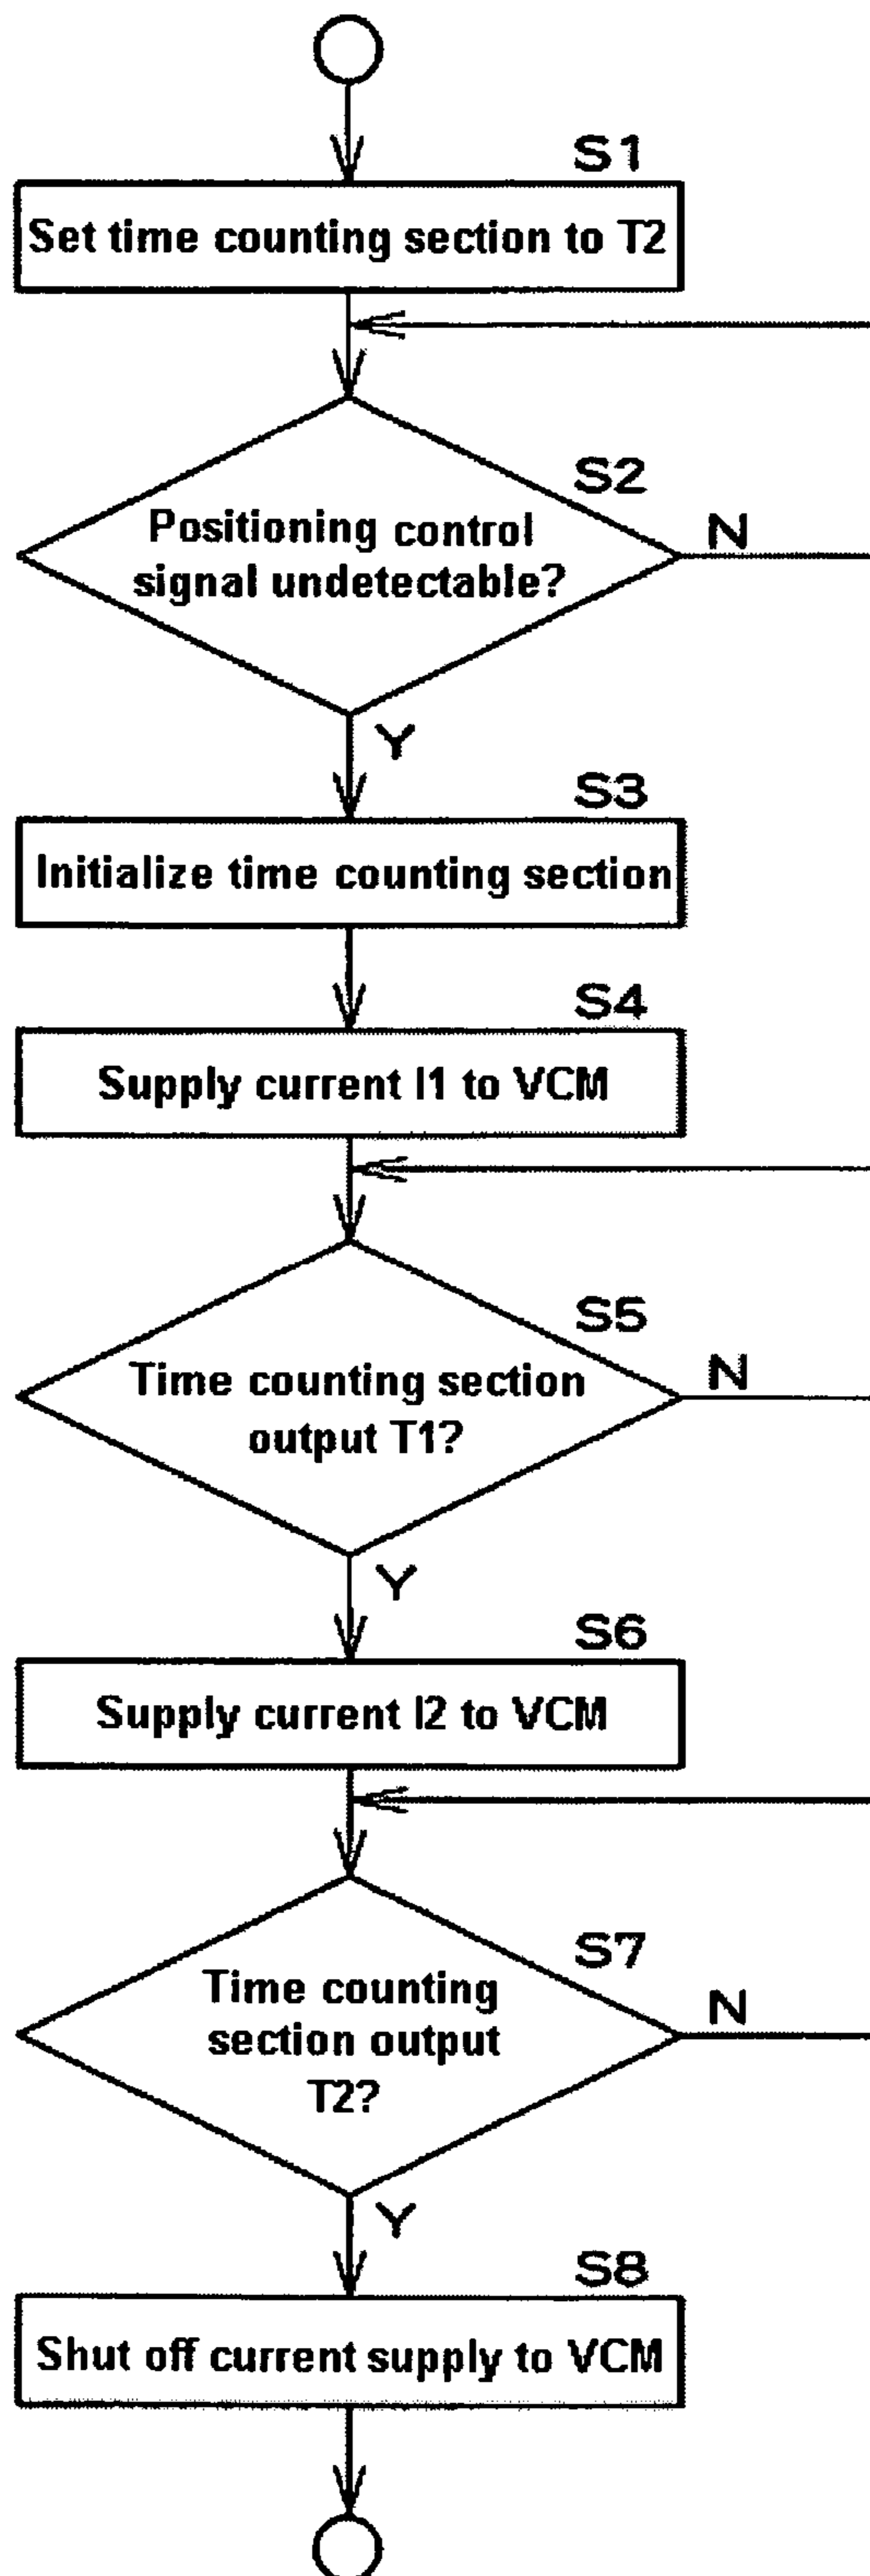 S1
Set time counting section to T2
S2
Positioning control
signal undetectable?
N
Y
S3
Initialize time counting section
S4
Supply current I1 to VCM
S5
Time counting section
output T1?
N
Y
S6
Supply current I2 to VCM
S7
Time counting
section output
T2?
N
Y
S8
Shut off current supply to VCM